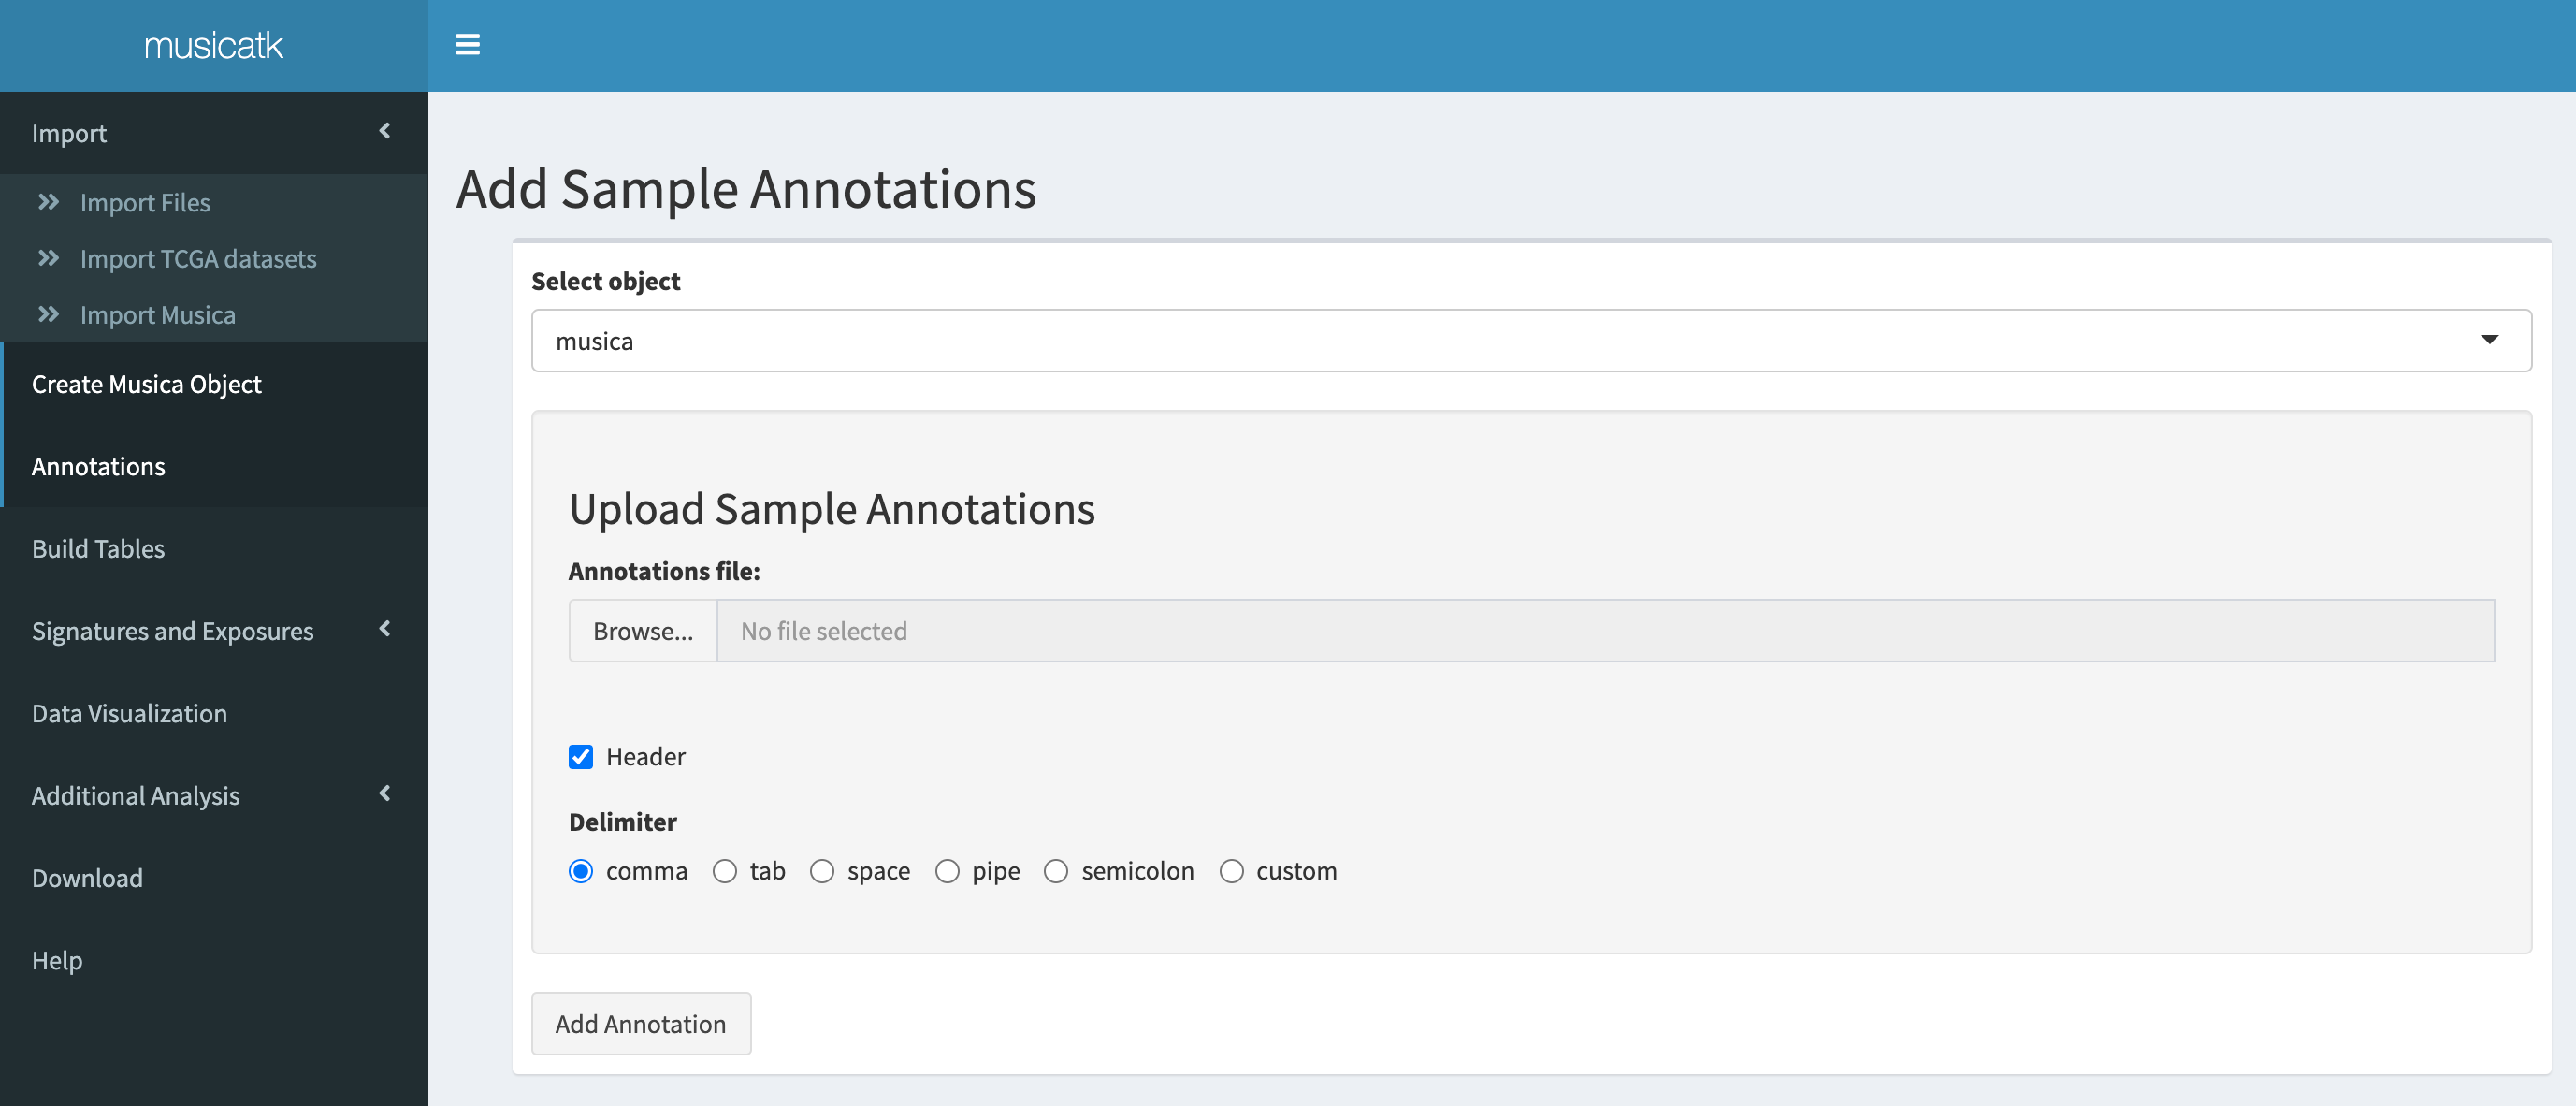 musicatk
Import
Import Files
Import TCGA datasets
Import Musica
Create Musica Object
Annotations
Build Tables
Signatures and Exposures
Data Visualization
Additional Analysis
Download
Help
Add Sample Annotations
Select object
musica
Upload Sample Annotations
Annotations file:
Browse... No file selected
Header
Delimiter
comma tab space pipe semicolon custom
Add Annotation